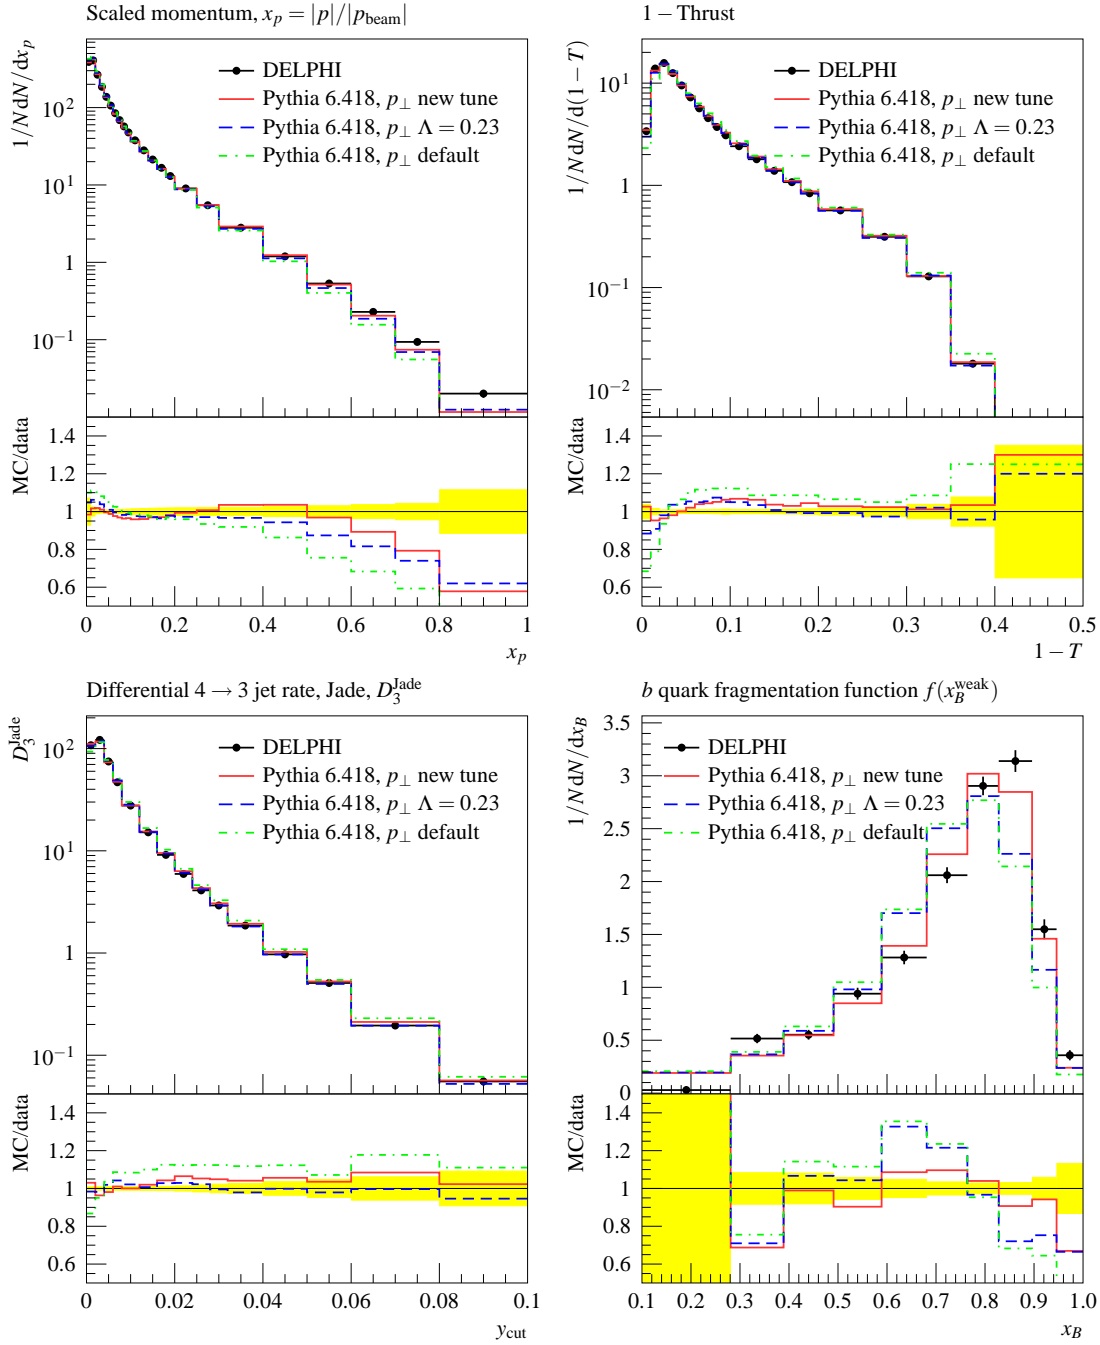 Scaled momentum, x_p = |p|/|p_beam|
1/N dN/dx_p
10^2
10^1
1
10^−1
DELPHI
Pythia 6.418, p⊥ new tune
Pythia 6.418, p⊥ Λ = 0.23
Pythia 6.418, p⊥ default
MC/data
1.4
1.2
1
0.8
0.6
0 0.2 0.4 0.6 0.8 1
x_p
1 − Thrust
1/N dN/d(1 − T)
10^1
1
10^−1
10^−2
DELPHI
Pythia 6.418, p⊥ new tune
Pythia 6.418, p⊥ Λ = 0.23
Pythia 6.418, p⊥ default
MC/data
1.4
1.2
1
0.8
0.6
0 0.1 0.2 0.3 0.4 0.5
1 − T
Differential 4 → 3 jet rate, Jade, D_3^Jade
D_3^Jade
10^2
10^1
1
10^−1
DELPHI
Pythia 6.418, p⊥ new tune
Pythia 6.418, p⊥ Λ = 0.23
Pythia 6.418, p⊥ default
MC/data
1.4
1.2
1
0.8
0.6
0 0.02 0.04 0.06 0.08 0.1
y_cut
b quark fragmentation function f(x_B^weak)
1/N dN/dx_B
3.5
3
2.5
2
1.5
1
0.5
0
DELPHI
Pythia 6.418, p⊥ new tune
Pythia 6.418, p⊥ Λ = 0.23
Pythia 6.418, p⊥ default
MC/data
1.4
1.2
1
0.8
0.6
0.1 0.2 0.3 0.4 0.5 0.6 0.7 0.8 0.9 1.0
x_B